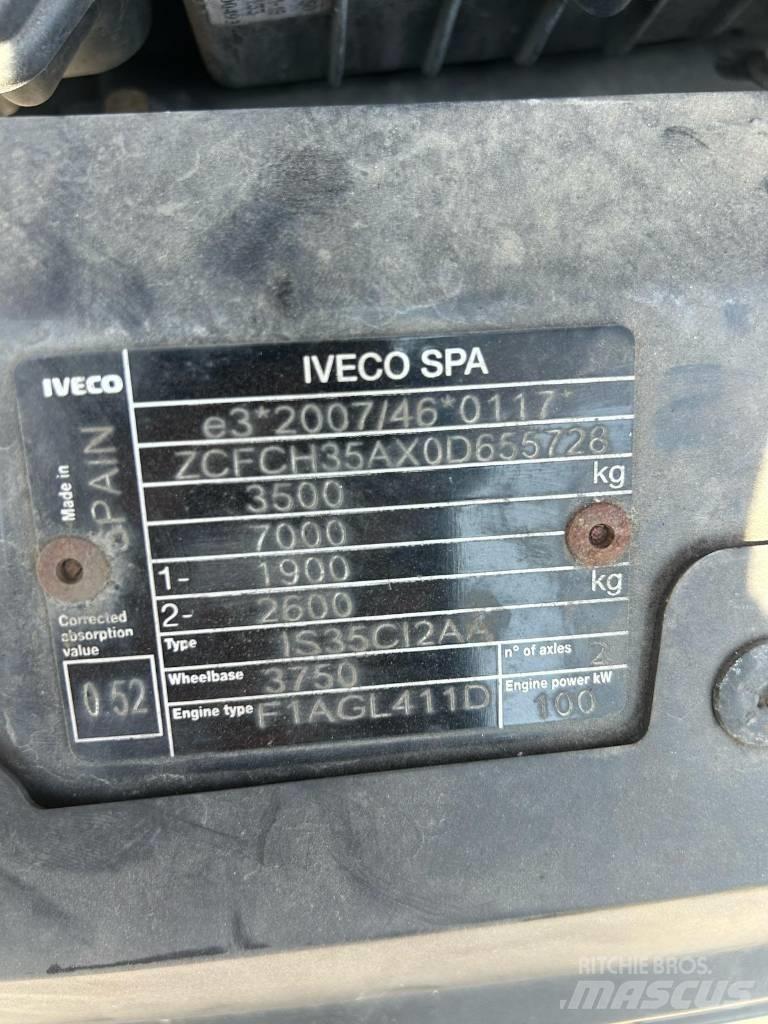 IVECO SPA
IVECO
e3*2007/46*0117*
ZCFCH35AX0D655728
Made in SPAIN
3500 kg
7000
1- 1900
2- 2600 kg
Corrected absorption value
0.52
Type IS35CI2AA
n° of axles 2
Wheelbase 3750
Engine power kW 100
Engine type F1AGL411D
RITCHIE BROS.
MASCUS